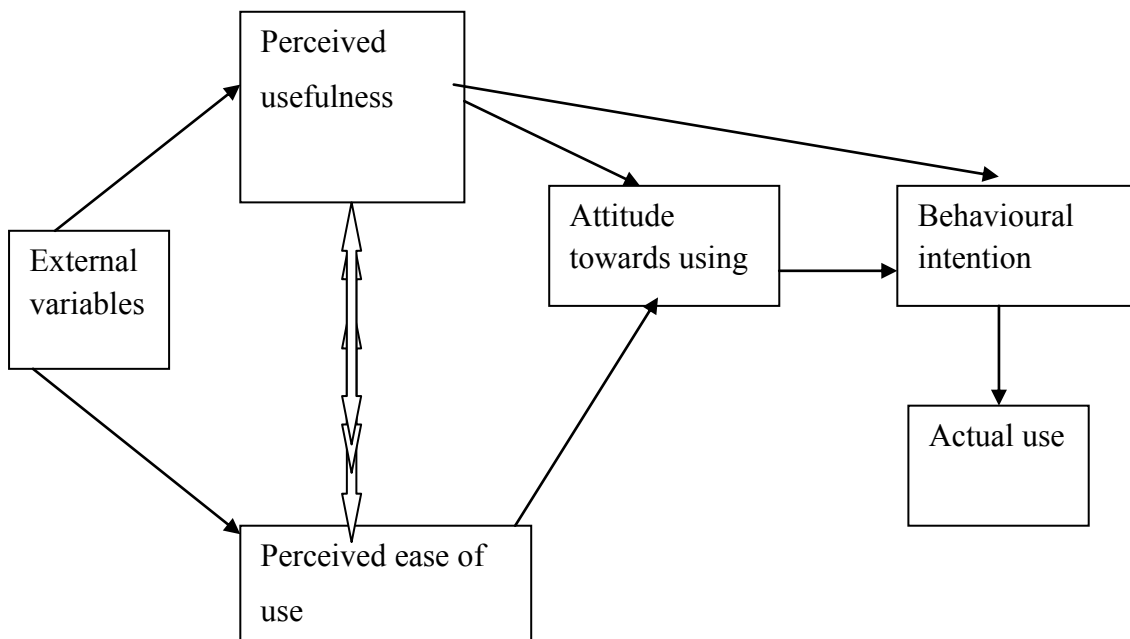 Perceived
usefulness
External
variables
Attitude
towards using
Behavioural
intention
Actual use
Perceived ease of
use